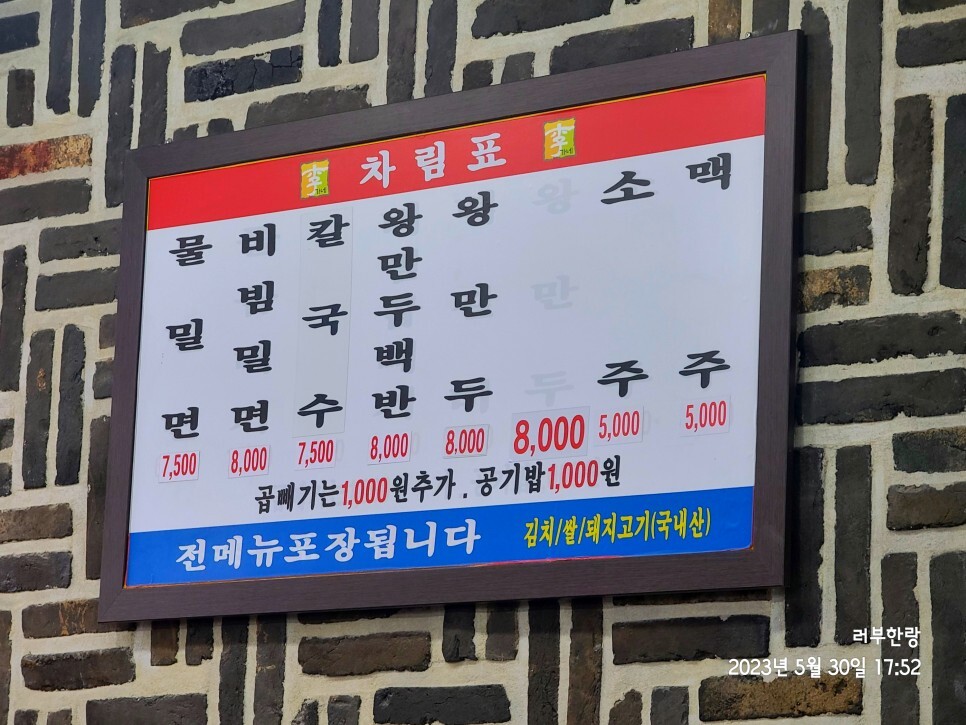 차림표
물밀면 7,500
비빔밀면 8,000
칼국수 7,500
왕만두백반 8,000
왕만두 8,000
왕만두 8,000
소주 5,000
맥주 5,000
곱빼기는1,000원추가. 공기밥1,000원
전메뉴포장됩니다 김치/쌀/돼지고기(국내산)
러부한랑
2023년 5월 30일 17:52